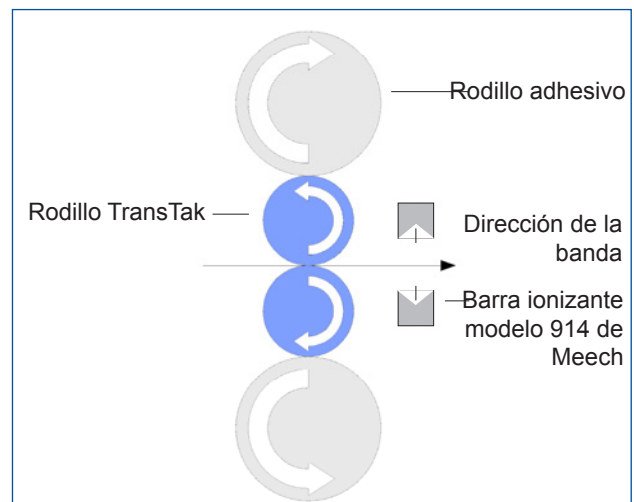 Rodillo adhesivo
Rodillo TransTak
Dirección de la
banda
Barra ionizante
modelo 914 de
Meech